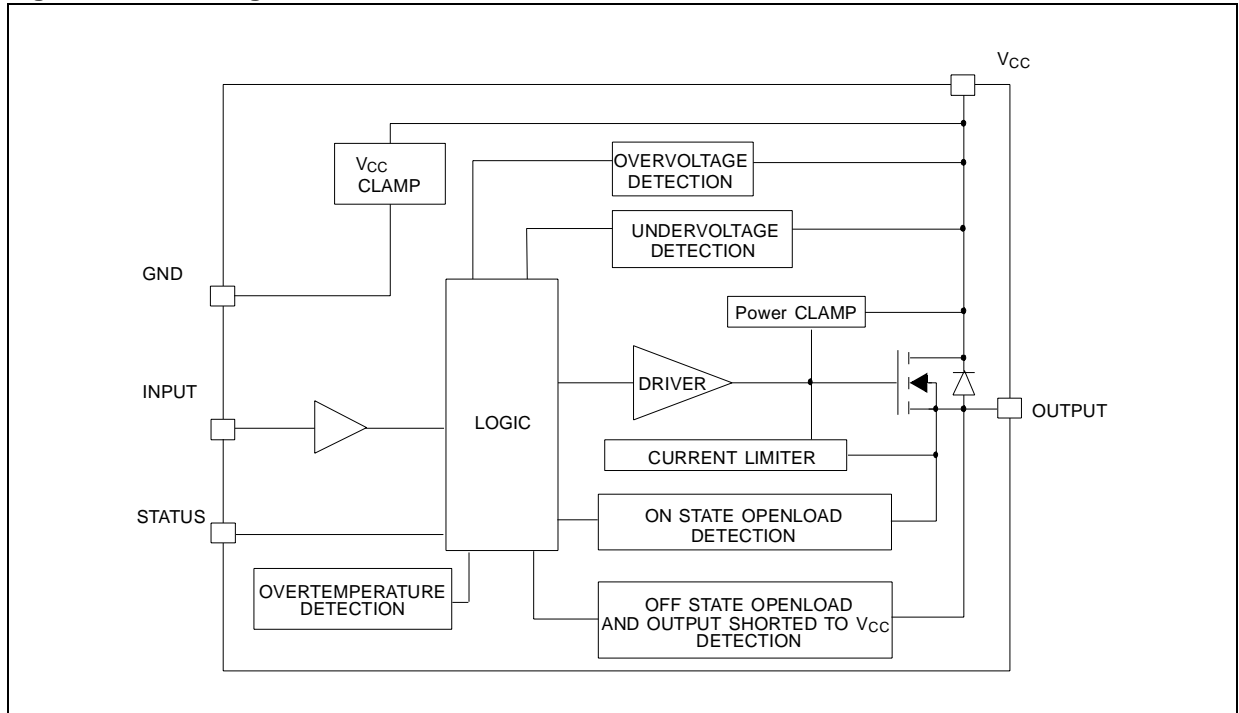 VCC
VCC
CLAMP
OVERVOLTAGE
DETECTION
UNDERVOLTAGE
DETECTION
GND
Power CLAMP
DRIVER
INPUT
LOGIC
OUTPUT
CURRENT LIMITER
STATUS
ON STATE OPENLOAD
DETECTION
OVERTEMPERATURE
DETECTION
OFF STATE OPENLOAD
AND OUTPUT SHORTED TO VCC
DETECTION